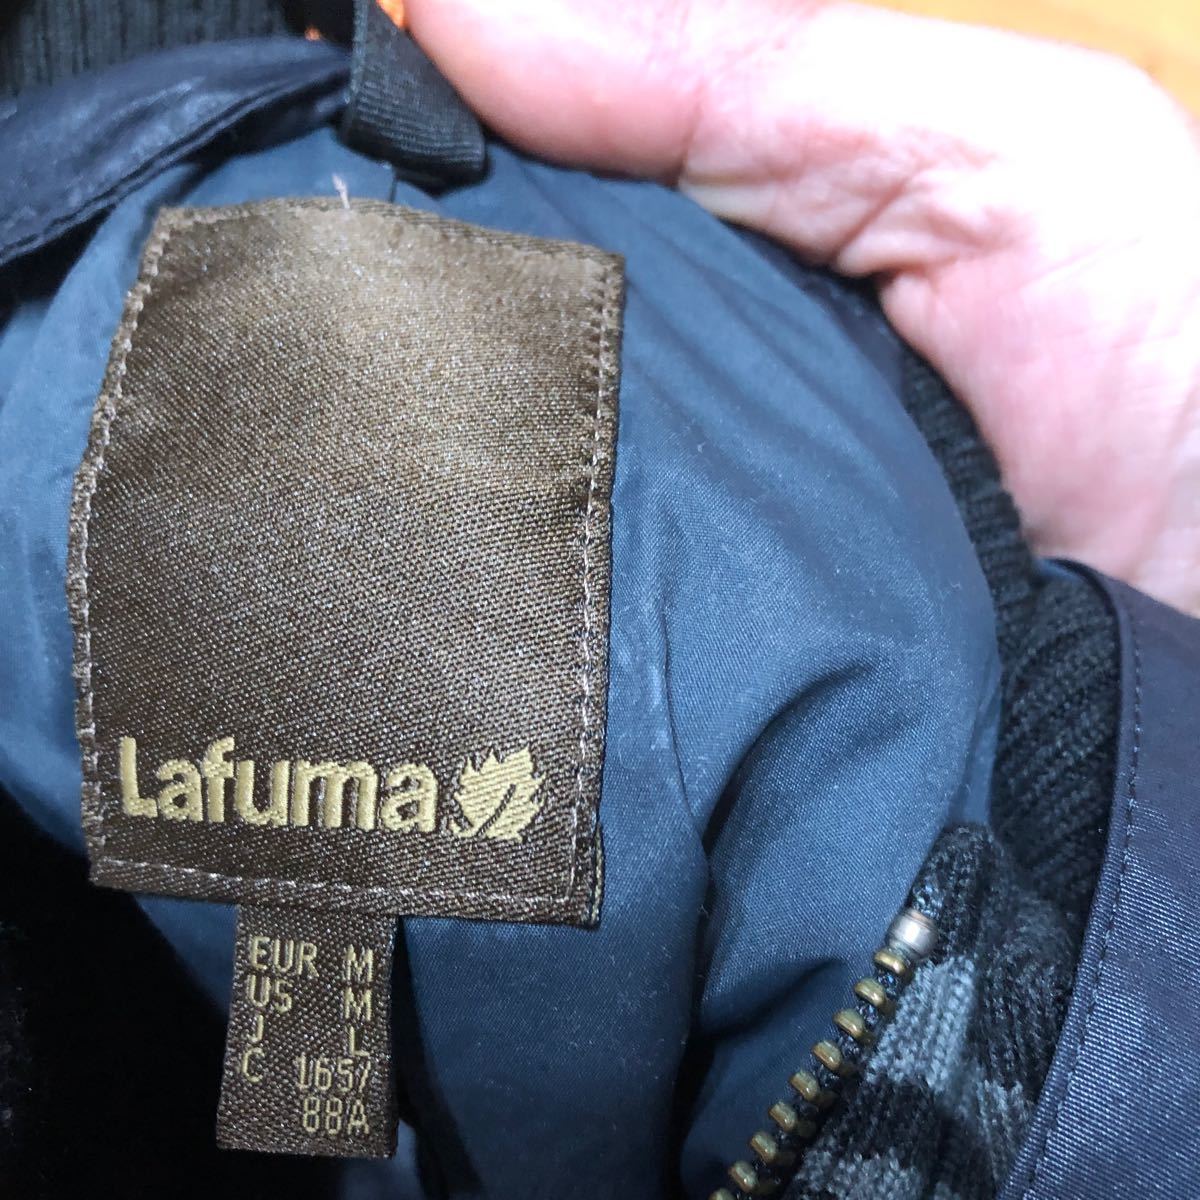 Lafuma
EUR M
US M
J L
C 165/
88A